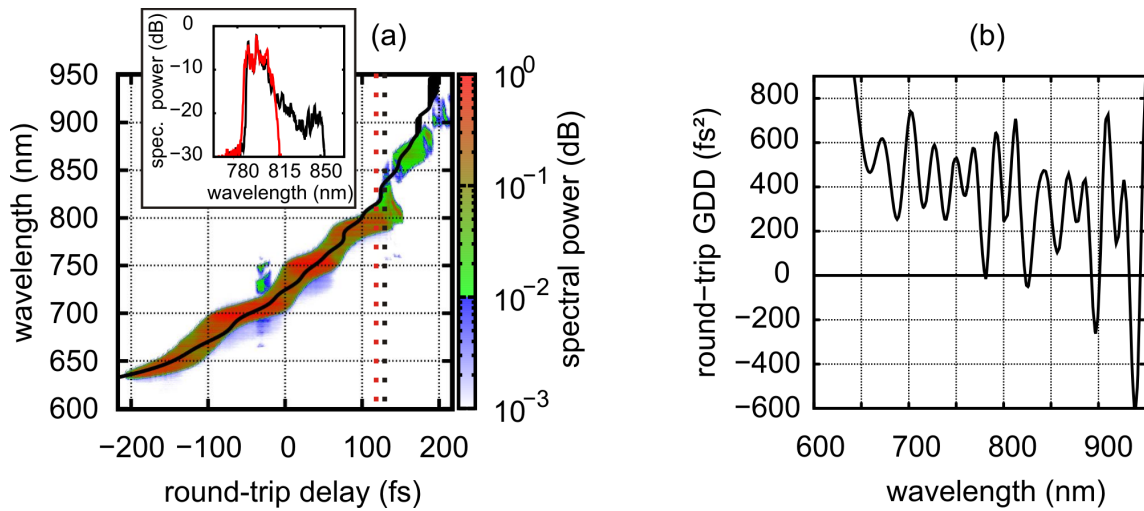 (a)
950
900
850
800
750
700
650
600
wavelength (nm)
−200 −100 0 100 200
round-trip delay (fs)
0
−10
−20
−30
spec. power (dB)
780 815 850
wavelength (nm)
10⁰
10⁻¹
10⁻²
10⁻³
spectral power (dB)
(b)
800
600
400
200
0
−200
−400
−600
round−trip GDD (fs²)
600 700 800 900
wavelength (nm)